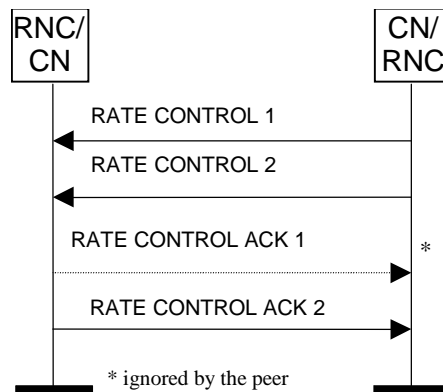 RNC/
CN
CN/
RNC
RATE CONTROL 1
RATE CONTROL 2
RATE CONTROL ACK 1
*
RATE CONTROL ACK 2
* ignored by the peer